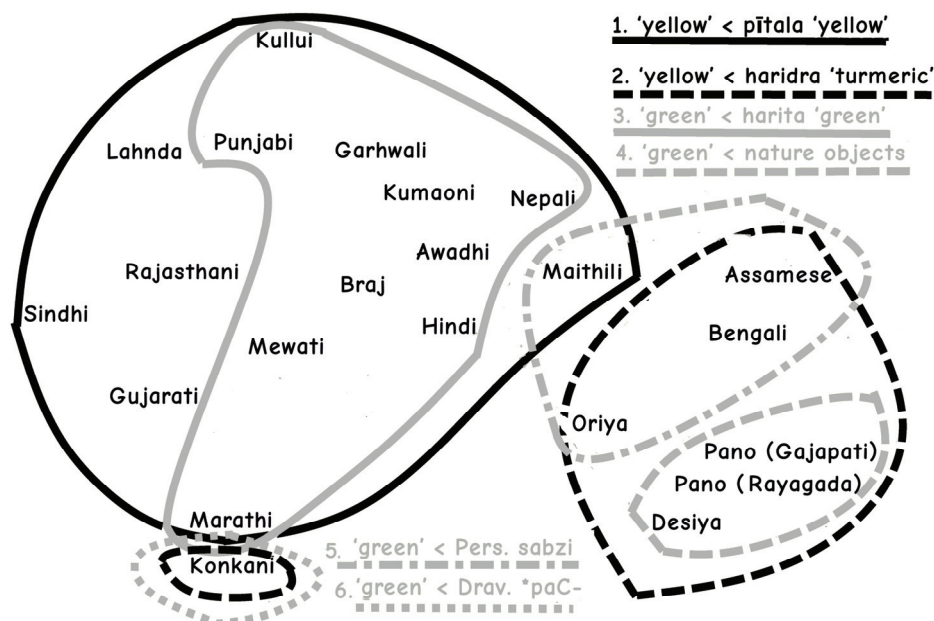 Kullui
1. 'yellow' < pītala 'yellow'
2. 'yellow' < haridra 'turmeric'
3. 'green' < harita 'green'
4. 'green' < nature objects
Lahnda
Punjabi
Garhwali
Kumaoni
Nepali
Awadhi
Rajasthani
Braj
Maithili
Assamese
Sindhi
Hindi
Mewati
Bengali
Gujarati
Oriya
Pano (Gajapati)
Pano (Rayagada)
Desiya
Marathi
Konkani
5. 'green' < Pers. sabzi
6. 'green' < Drav. *paC-